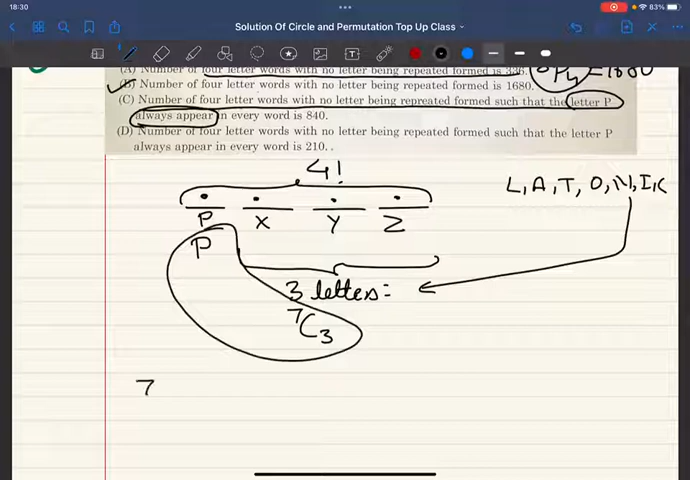 18:30
83%
Solution Of Circle and Permutation Top Up Class
(A) Number of four letter words with no letter being repeated formed is 336.
P4 = 1680
(B) Number of four letter words with no letter being repeated formed is 1680.
(C) Number of four letter words with no letter being repreated formed such that the letter P
always appear in every word is 840.
(D) Number of four letter words with no letter being repeated formed such that the letter P
always appear in every word is 210. .
4!
L, A, T, O, N, I, K
P X Y Z
P
3 letters =
7C3
7